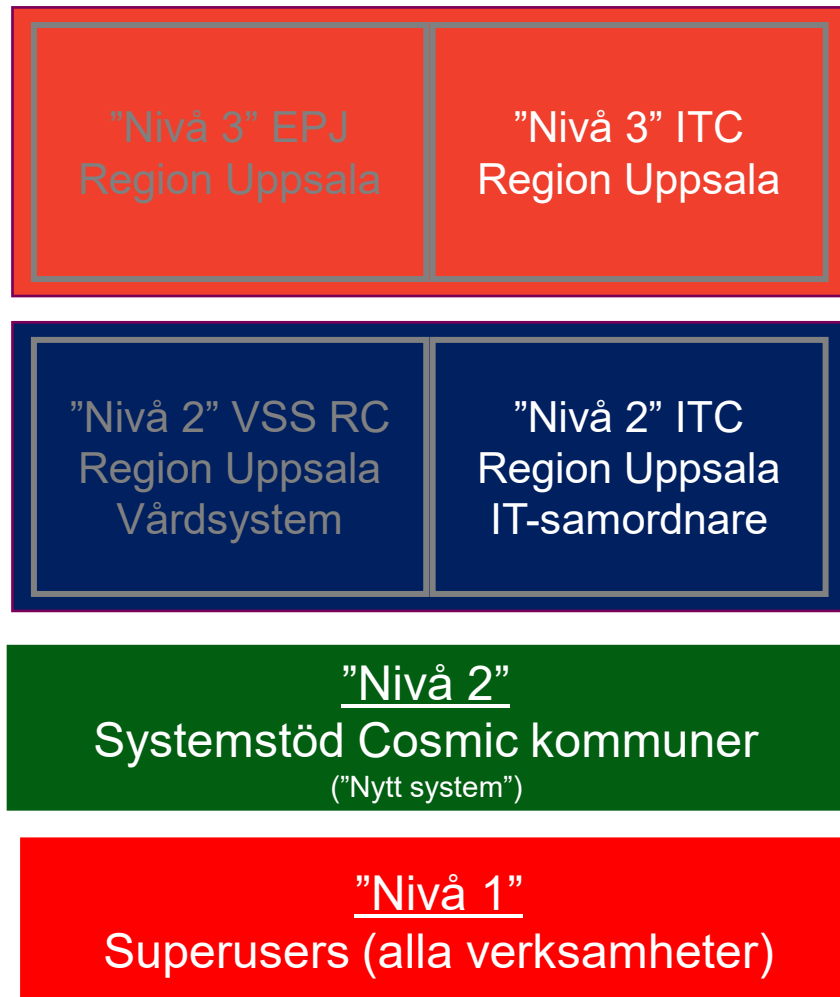 ”Nivå 3” EPJ
Region Uppsala
”Nivå 3” ITC
Region Uppsala
”Nivå 2” VSS RC
Region Uppsala
Vårdsystem
”Nivå 2” ITC
Region Uppsala
IT-samordnare
”Nivå 2”
Systemstöd Cosmic kommuner
(”Nytt system”)
”Nivå 1”
Superusers (alla verksamheter)